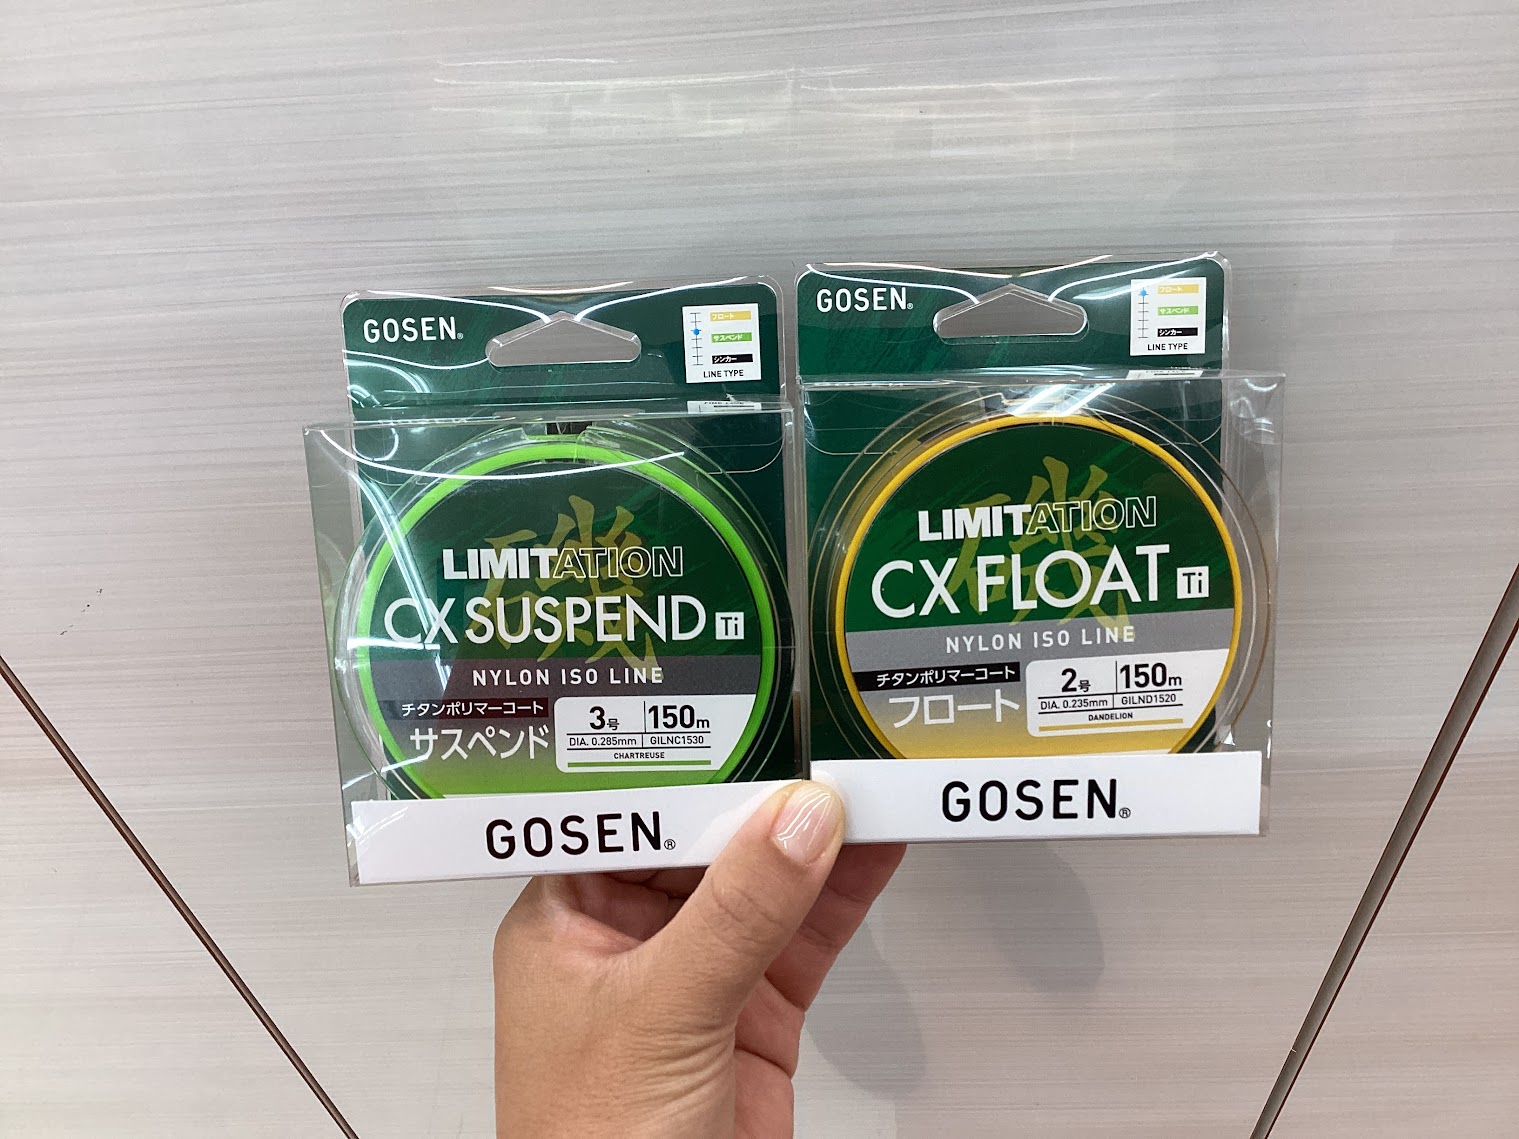 GOSEN®
フロート
サスペンド
シンカー
LINE TYPE
磯
LIMITATION
CX SUSPEND Ti
NYLON ISO LINE
チタンポリマーコート
サスペンド
3号 150m
DIA. 0.285mm GILNC1530
CHARTREUSE
GOSEN®
GOSEN®
フロート
サスペンド
シンカー
LINE TYPE
磯
LIMITATION
CX FLOAT Ti
NYLON ISO LINE
チタンポリマーコート
フロート
2号 150m
DIA. 0.235mm GILND1520
DANDELION
GOSEN®